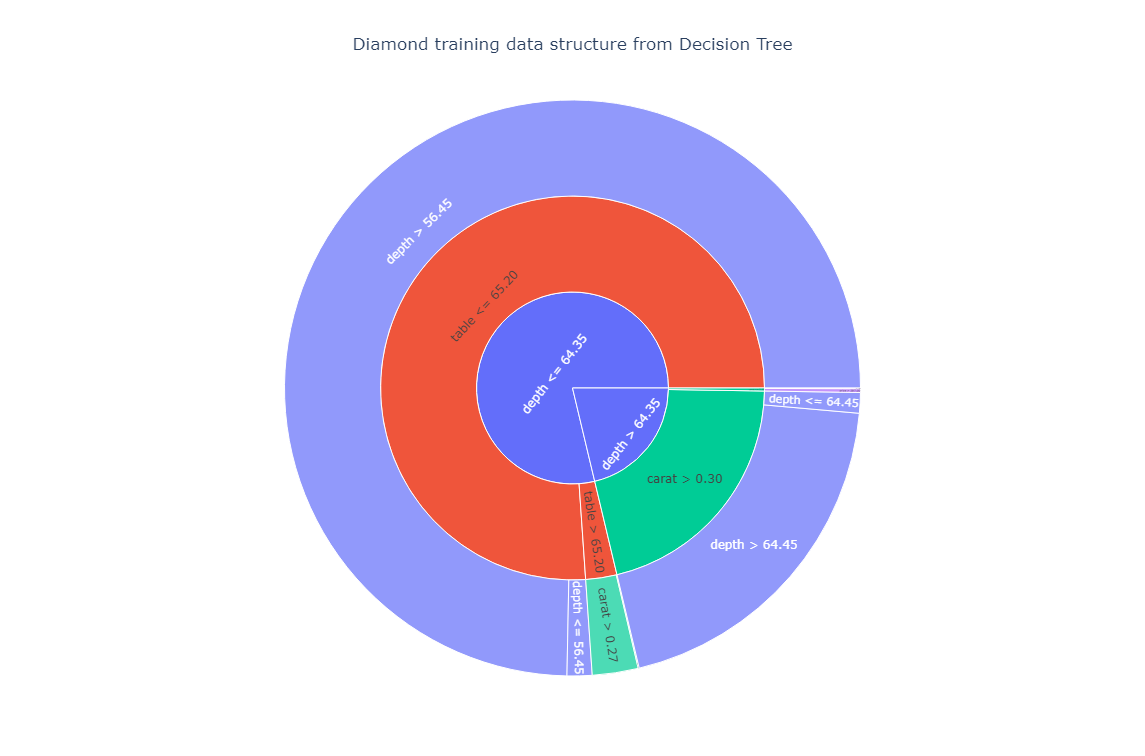 Diamond training data structure from Decision Tree
depth > 56.45
table <= 65.20
depth <= 64.35
depth > 64.35
depth <= 64.45
carat > 0.30
table > 65.20
depth > 64.45
depth <= 56.45
carat > 0.27